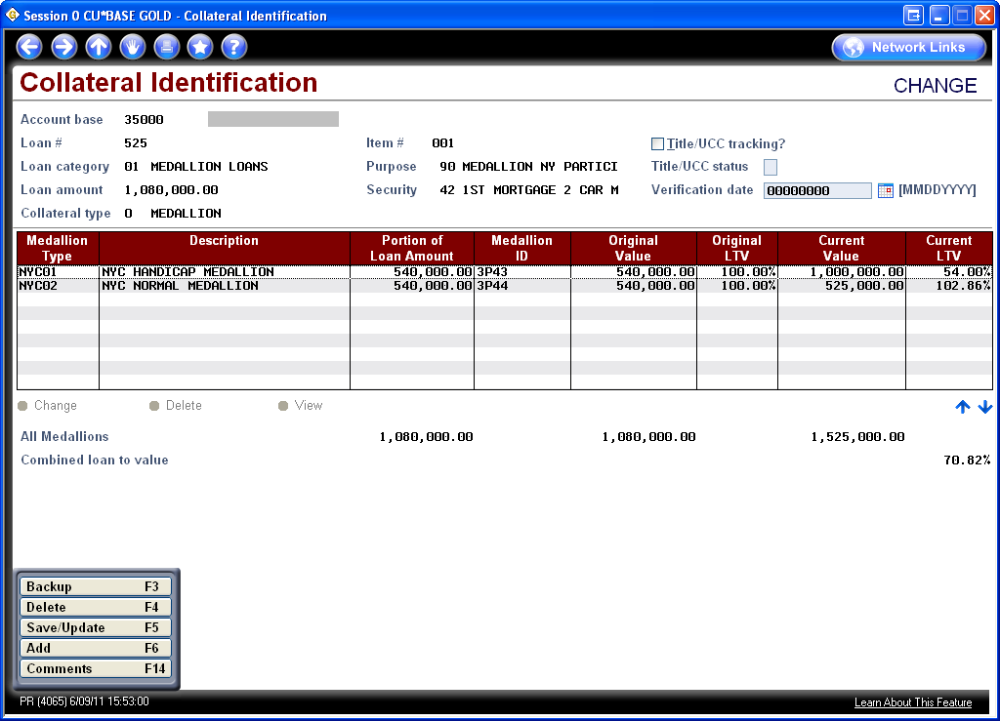 Session 0 CU*BASE GOLD - Collateral Identification
Network Links
Collateral Identification CHANGE
Account base 35000
Loan # 525 Item # 001 Title/UCC tracking?
Loan category 01 MEDALLION LOANS Purpose 90 MEDALLION NY PARTICI Title/UCC status
Loan amount 1,080,000.00 Security 42 1ST MORTGAGE 2 CAR M Verification date 00000000 [MMDDYYYY]
Collateral type O MEDALLION
Medallion Type Description Portion of Loan Amount Medallion ID Original Value Original LTV Current Value Current LTV
NYC01 NYC HANDICAP MEDALLION 540,000.00 3P43 540,000.00 100.00% 1,000,000.00 54.00%
NYC02 NYC NORMAL MEDALLION 540,000.00 3P44 540,000.00 100.00% 525,000.00 102.86%
Change Delete View
All Medallions 1,080,000.00 1,080,000.00 1,525,000.00
Combined loan to value 70.82%
Backup F3
Delete F4
Save/Update F5
Add F6
Comments F14
PR (4065) 6/09/11 15:53:00 Learn About This Feature